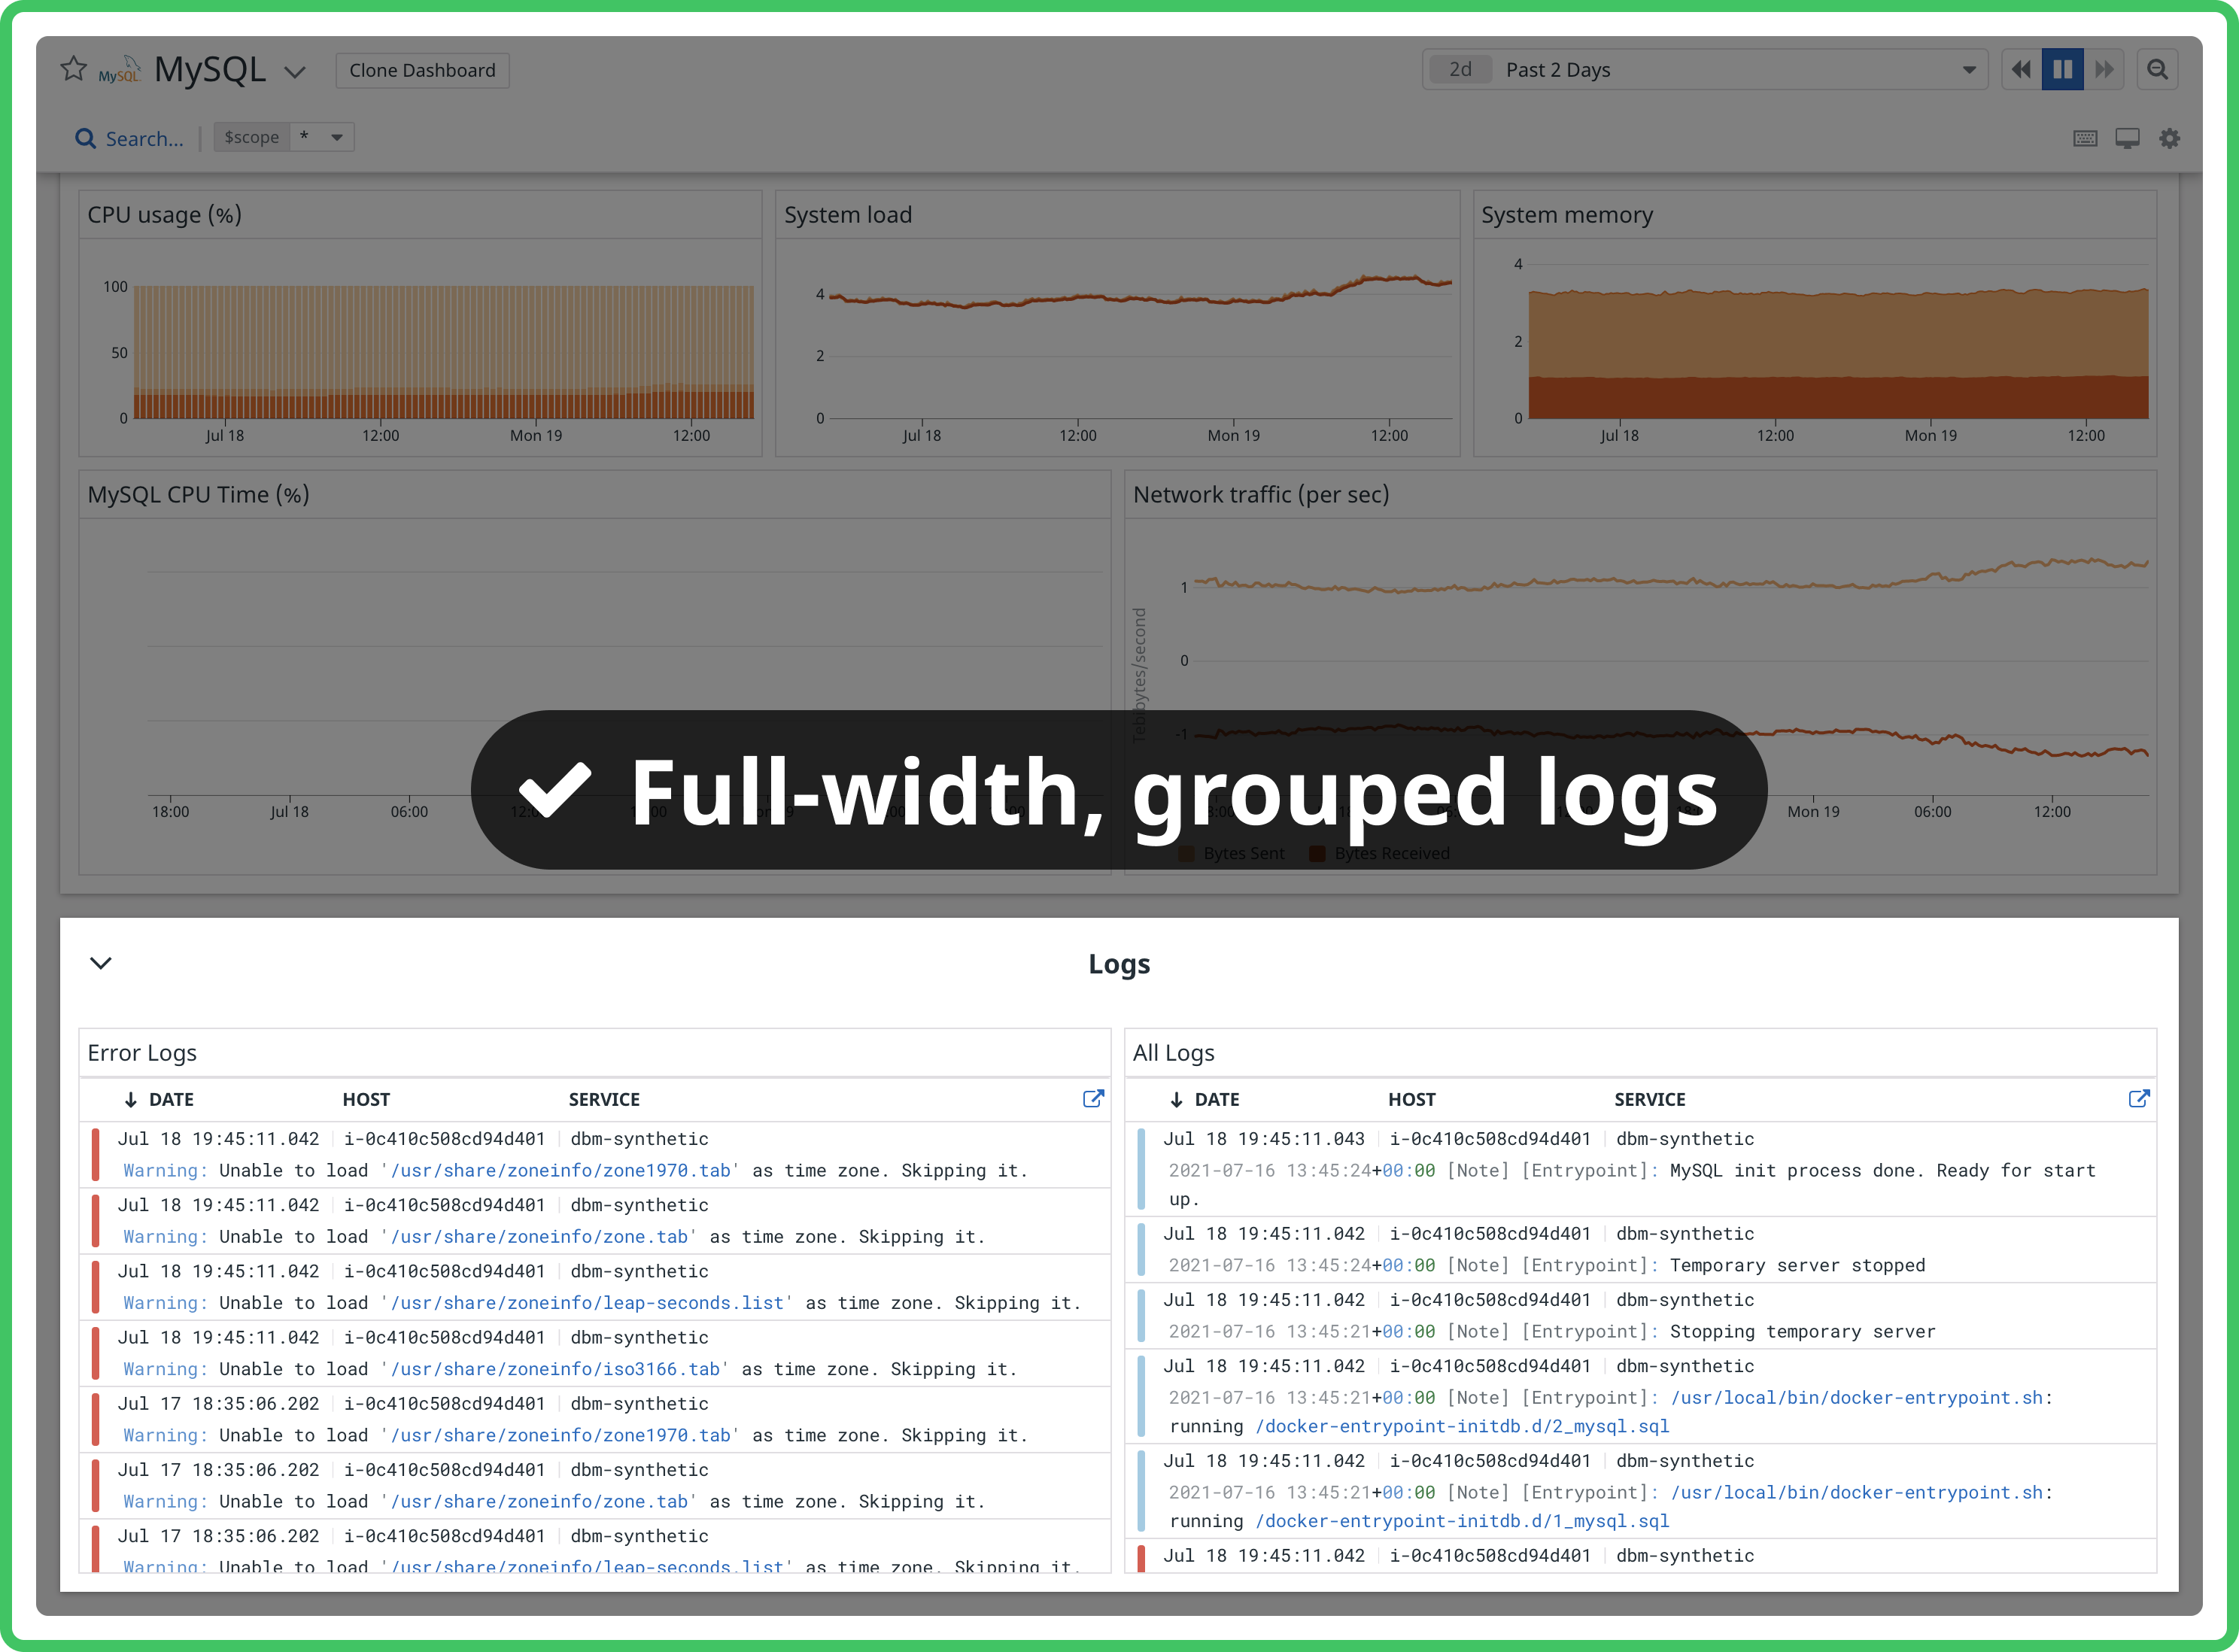 MySQL MySQL Clone Dashboard 2d Past 2 Days
Search... $scope *
CPU usage (%)
100
50
0
Jul 18 12:00 Mon 19 12:00
System load
4
2
0
Jul 18 12:00 Mon 19 12:00
System memory
4
2
0
Jul 18 12:00 Mon 19 12:00
MySQL CPU Time (%)
18:00 Jul 18 06:00
Network traffic (per sec)
Tebibytes/second
1
0
-1
Mon 19 06:00 12:00
Bytes Sent Bytes Received
Full-width, grouped logs
Logs
Error Logs
DATE HOST SERVICE
Jul 18 19:45:11.042 i-0c410c508cd94d401 dbm-synthetic
Warning: Unable to load '/usr/share/zoneinfo/zone1970.tab' as time zone. Skipping it.
Jul 18 19:45:11.042 i-0c410c508cd94d401 dbm-synthetic
Warning: Unable to load '/usr/share/zoneinfo/zone.tab' as time zone. Skipping it.
Jul 18 19:45:11.042 i-0c410c508cd94d401 dbm-synthetic
Warning: Unable to load '/usr/share/zoneinfo/leap-seconds.list' as time zone. Skipping it.
Jul 18 19:45:11.042 i-0c410c508cd94d401 dbm-synthetic
Warning: Unable to load '/usr/share/zoneinfo/iso3166.tab' as time zone. Skipping it.
Jul 17 18:35:06.202 i-0c410c508cd94d401 dbm-synthetic
Warning: Unable to load '/usr/share/zoneinfo/zone1970.tab' as time zone. Skipping it.
Jul 17 18:35:06.202 i-0c410c508cd94d401 dbm-synthetic
Warning: Unable to load '/usr/share/zoneinfo/zone.tab' as time zone. Skipping it.
Jul 17 18:35:06.202 i-0c410c508cd94d401 dbm-synthetic
Warning: Unable to load '/usr/share/zoneinfo/leap-seconds.list' as time zone. Skipping it.
All Logs
DATE HOST SERVICE
Jul 18 19:45:11.043 i-0c410c508cd94d401 dbm-synthetic
2021-07-16 13:45:24+00:00 [Note] [Entrypoint]: MySQL init process done. Ready for start
up.
Jul 18 19:45:11.042 i-0c410c508cd94d401 dbm-synthetic
2021-07-16 13:45:24+00:00 [Note] [Entrypoint]: Temporary server stopped
Jul 18 19:45:11.042 i-0c410c508cd94d401 dbm-synthetic
2021-07-16 13:45:21+00:00 [Note] [Entrypoint]: Stopping temporary server
Jul 18 19:45:11.042 i-0c410c508cd94d401 dbm-synthetic
2021-07-16 13:45:21+00:00 [Note] [Entrypoint]: /usr/local/bin/docker-entrypoint.sh:
running /docker-entrypoint-initdb.d/2_mysql.sql
Jul 18 19:45:11.042 i-0c410c508cd94d401 dbm-synthetic
2021-07-16 13:45:21+00:00 [Note] [Entrypoint]: /usr/local/bin/docker-entrypoint.sh:
running /docker-entrypoint-initdb.d/1_mysql.sql
Jul 18 19:45:11.042 i-0c410c508cd94d401 dbm-synthetic